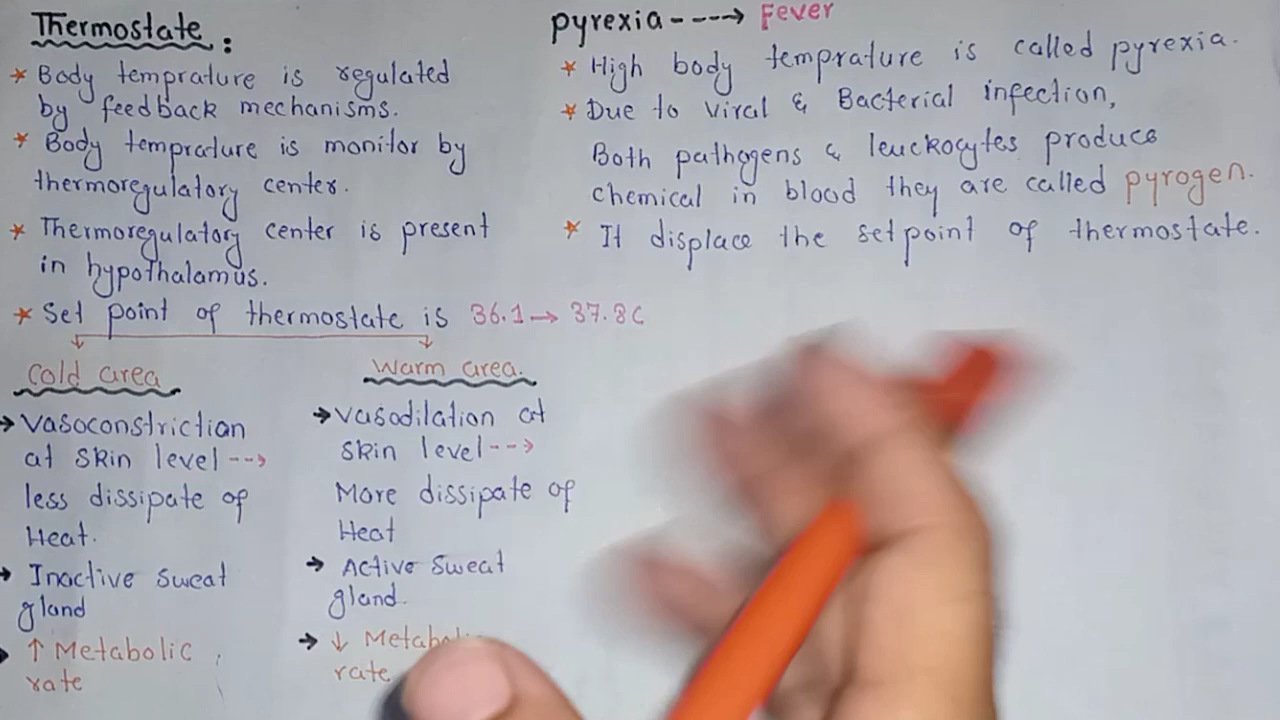 Thermostate :
* Body temprature is regulated
by feedback mechanisms.
* Body temprature is monitor by
thermoregulatory center.
* Thermoregulatory center is present
in hypothalamus.
* Set point of thermostate is 36.1 → 37.8C
Cold area
→ Vasoconstriction
at skin level --→
less dissipate of
Heat.
→ Inactive sweat
gland
→ ↑ Metabolic
rate
Warm area.
→ Vasodilation at
skin level --→
More dissipate of
Heat
→ Active sweat
gland.
→ ↓ Metabolic
rate
pyrexia ----→ Fever
* High body temprature is called pyrexia.
* Due to viral & Bacterial infection,
Both pathogens & leuckocytes produce
chemical in blood they are called pyrogen.
* It displace the setpoint of thermostate.